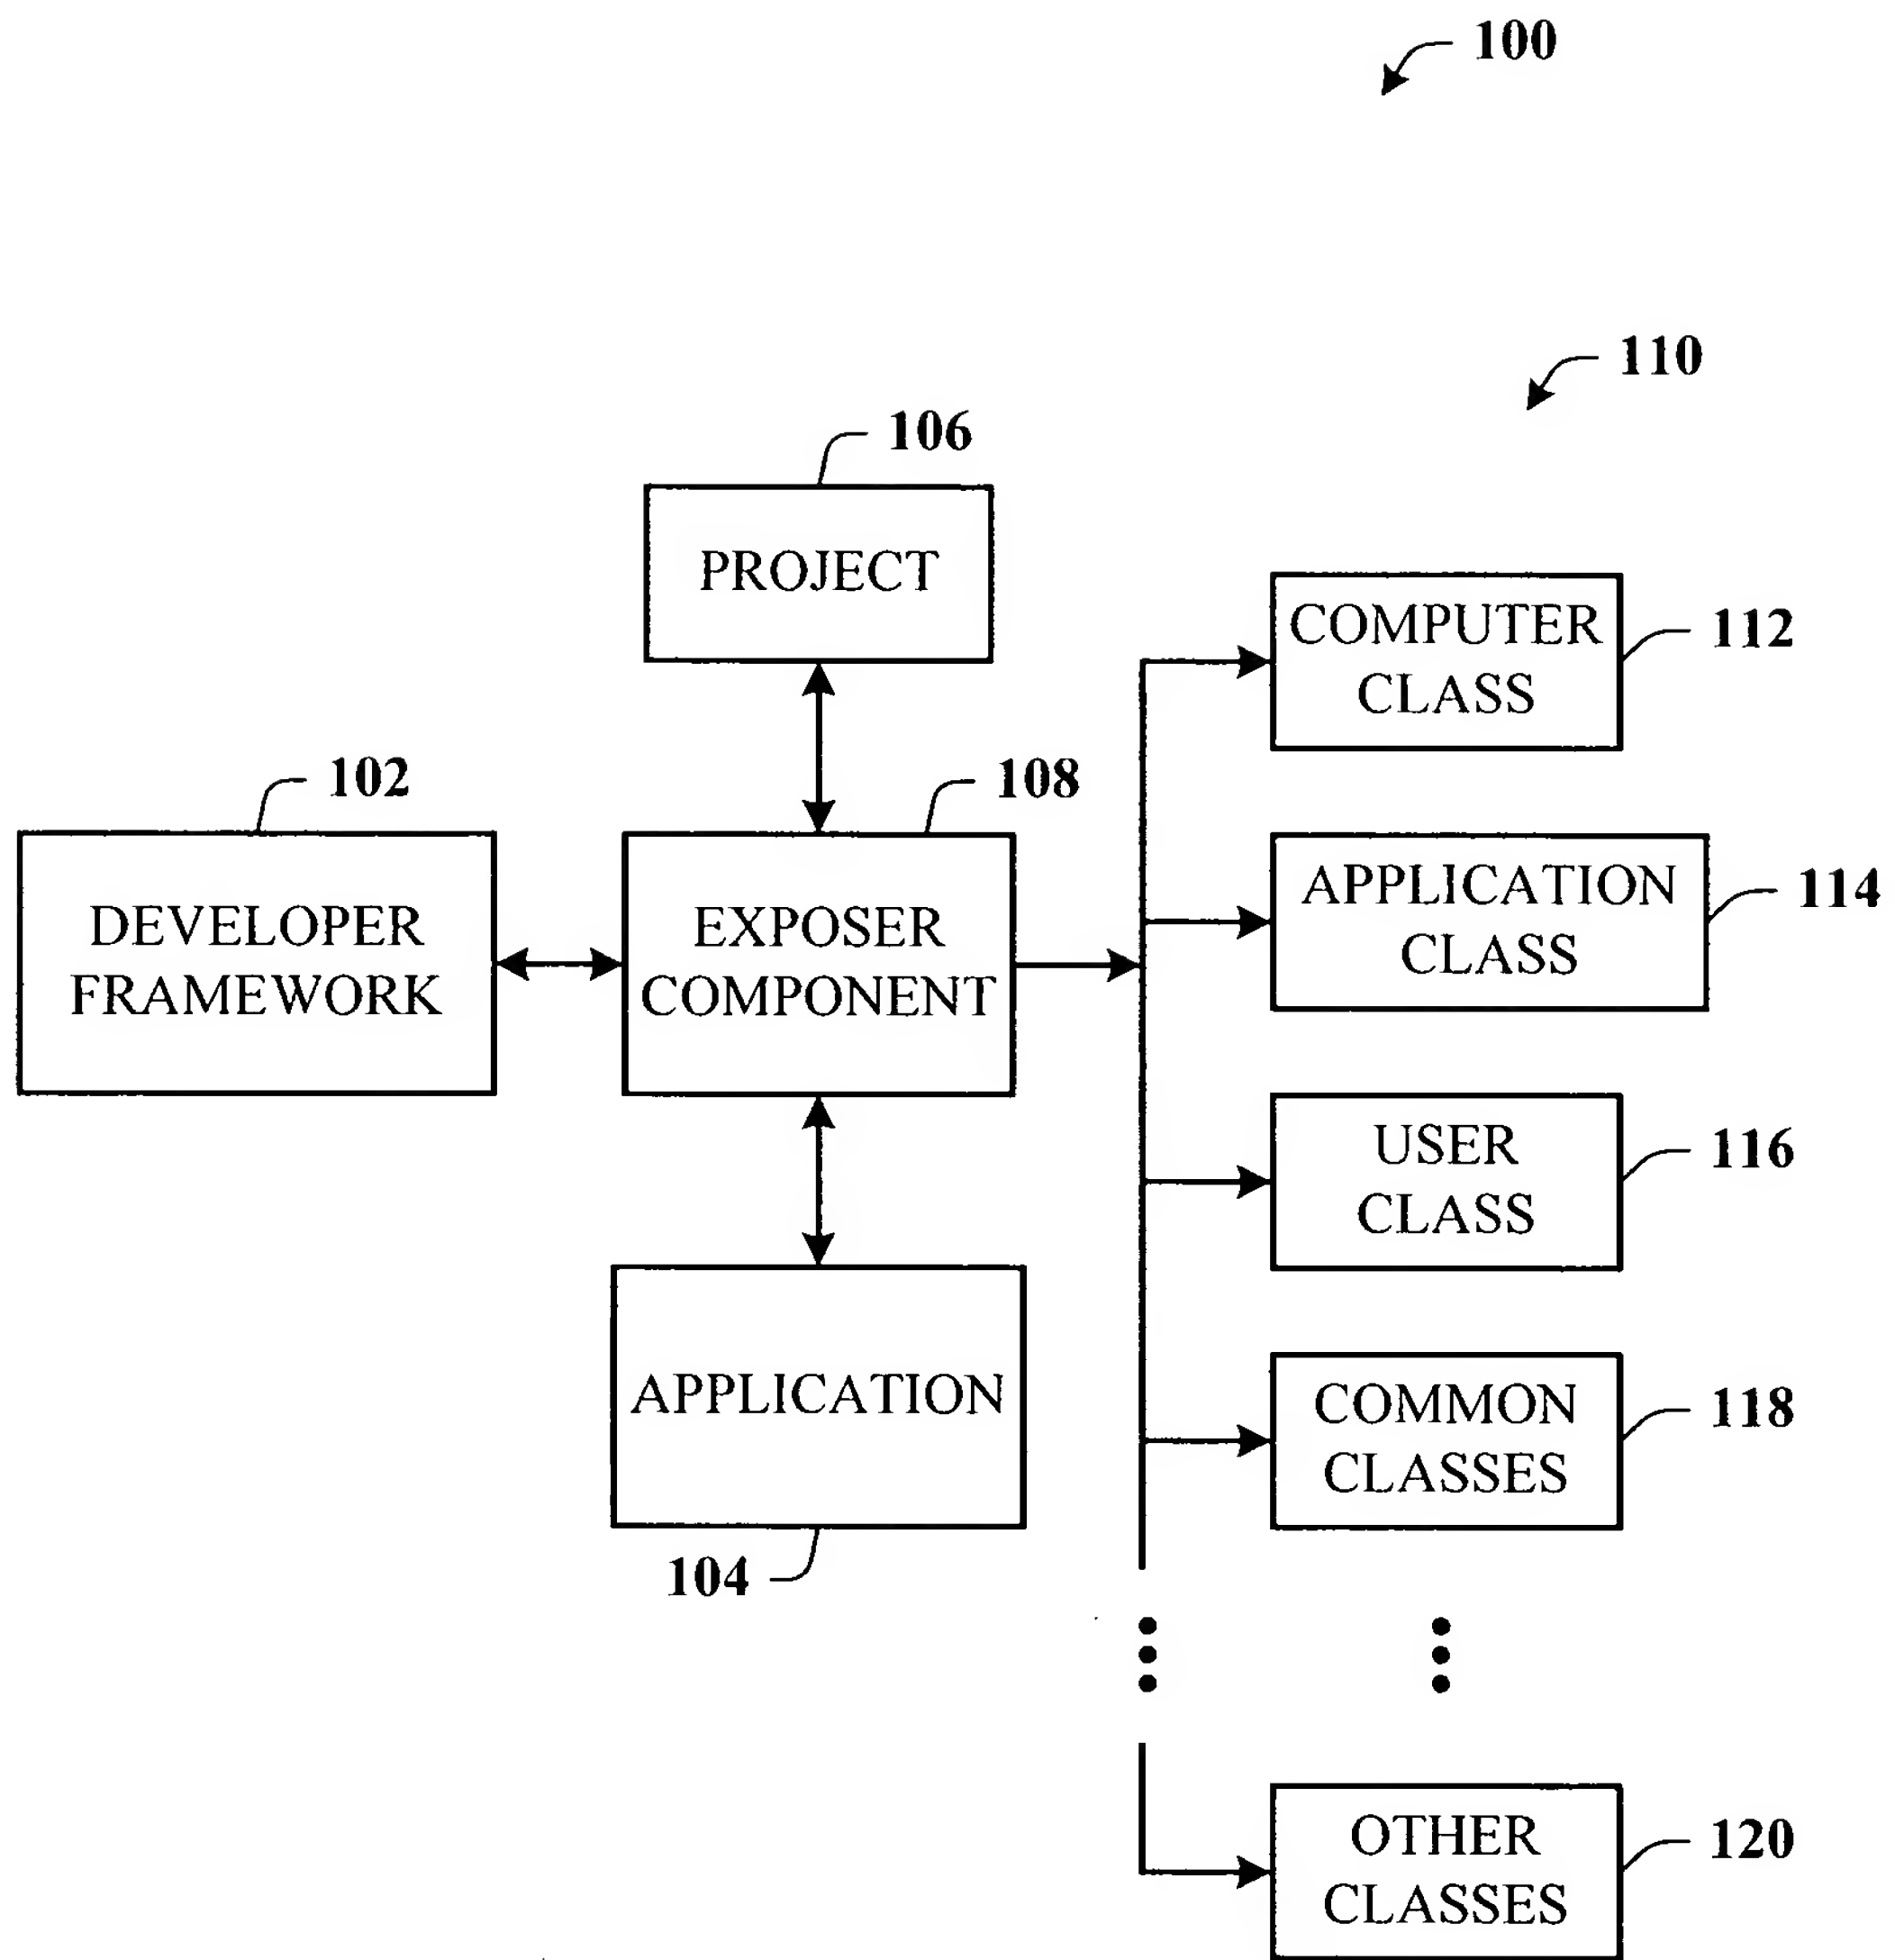 100
110
106
PROJECT
COMPUTER
CLASS
112
102
108
DEVELOPER
FRAMEWORK
EXPOSER
COMPONENT
APPLICATION
CLASS
114
USER
CLASS
116
APPLICATION
104
COMMON
CLASSES
118
OTHER
CLASSES
120